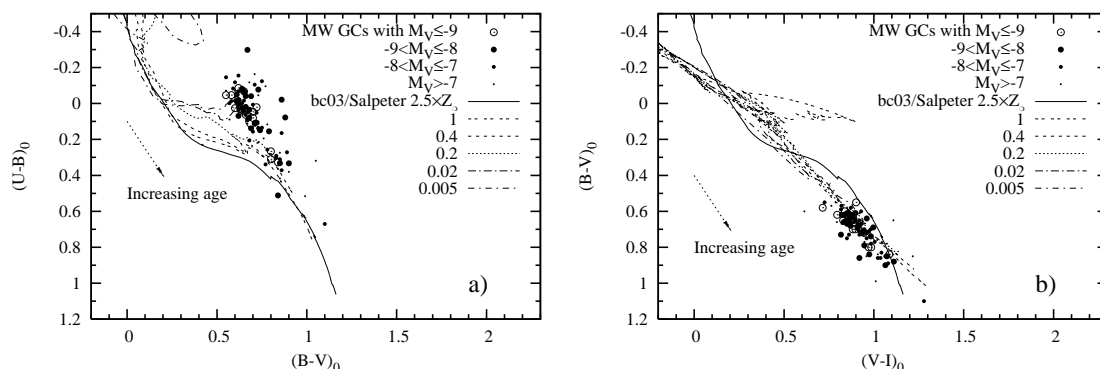 -0.4
-0.2
0
0.2
0.4
0.6
0.8
1
1.2
(U-B)0
MW GCs with MV≤-9
-9<MV≤-8
-8<MV≤-7
MV>-7
bc03/Salpeter 2.5×Z
1
0.4
0.2
0.02
0.005
Increasing age
a)
0
0.5
1
1.5
2
(B-V)0
-0.4
-0.2
0
0.2
0.4
0.6
0.8
1
1.2
(B-V)0
MW GCs with MV≤-9
-9<MV≤-8
-8<MV≤-7
MV>-7
bc03/Salpeter 2.5×Z
1
0.4
0.2
0.02
0.005
Increasing age
b)
0
0.5
1
1.5
2
(V-I)0